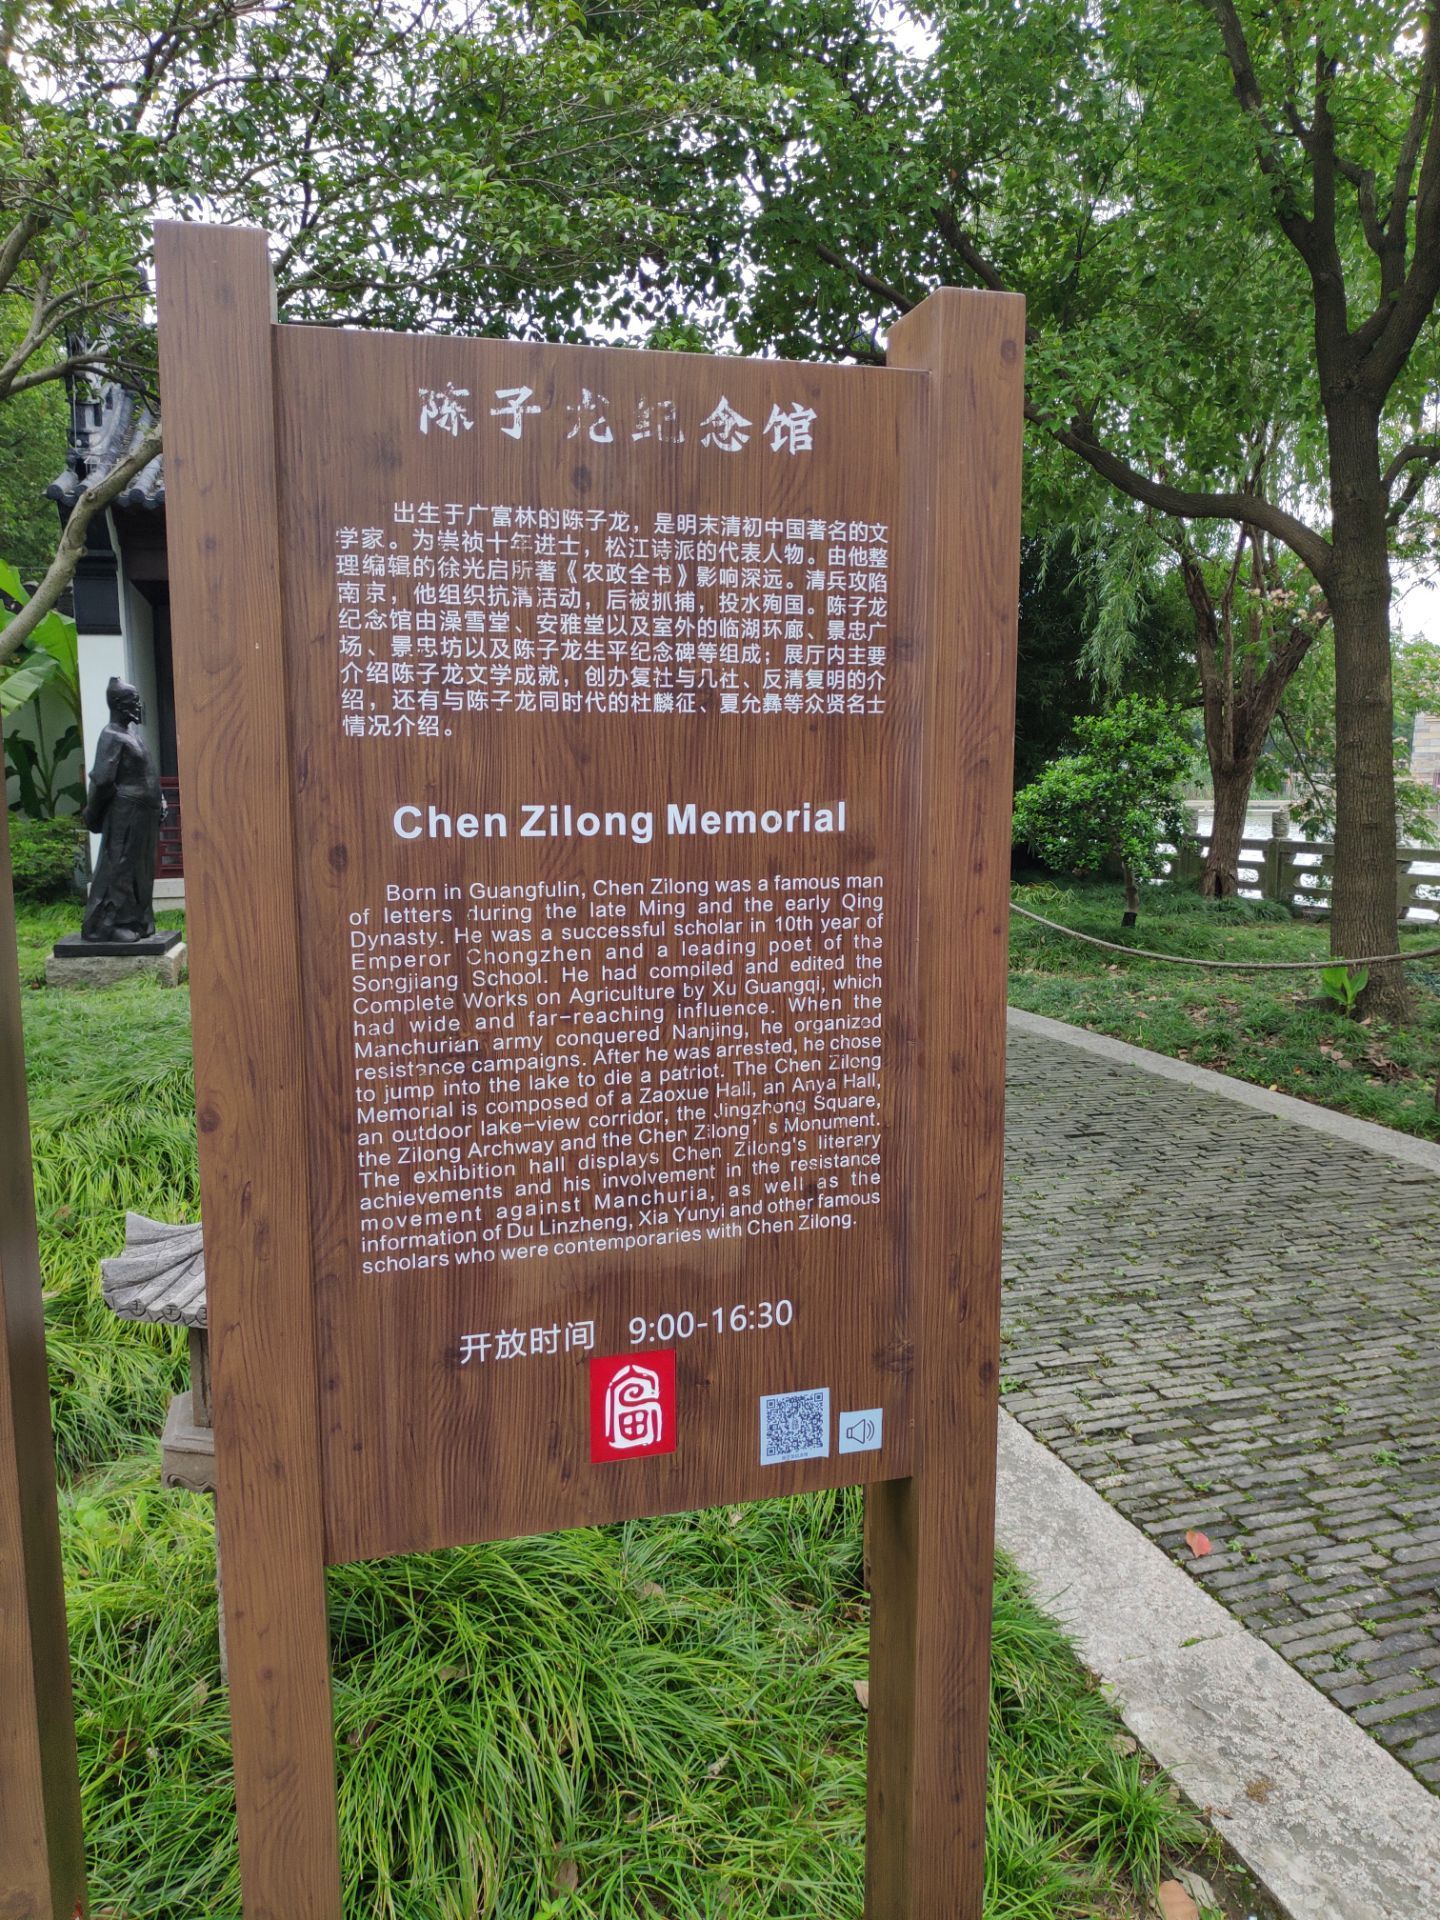 陈子龙纪念馆
出生于广富林的陈子龙，是明末清初中国著名的文
学家。为崇祯十年进士，松江诗派的代表人物。由他整
理编辑的徐光启所著《农政全书》影响深远。清兵攻陷
南京，他组织抗清活动，后被抓捕，投水殉国。陈子龙
纪念馆由澡雪堂、安雅堂以及室外的临湖环廊、景忠广
场、景忠坊以及陈子龙生平纪念碑等组成；展厅内主要
介绍陈子龙文学成就，创办复社与几社、反清复明的介
绍，还有与陈子龙同时代的杜麟征、夏允彝等众贤名士
情况介绍。
Chen Zilong Memorial
Born in Guangfulin, Chen Zilong was a famous man
of letters during the late Ming and the early Qing
Dynasty. He was a successful scholar in 10th year of
Emperor Chongzhen and a leading poet of the
Songjiang School. He had compiled and edited the
Complete Works on Agriculture by Xu Guangqi, which
had wide and far-reaching influence. When the
Manchurian army conquered Nanjing, he organized
resistance campaigns. After he was arrested, he chose
to jump into the lake to die a patriot. The Chen Zilong
Memorial is composed of a Zaoxue Hall, an Anya Hall,
an outdoor lake-view corridor, the Jingzhong Square,
the Zilong Archway and the Chen Zilong’s Monument.
The exhibition hall displays Chen Zilong's literary
achievements and his involvement in the resistance
movement against Manchuria, as well as the
information of Du Linzheng, Xia Yunyi and other famous
scholars who were contemporaries with Chen Zilong.
开放时间 9:00-16:30
富